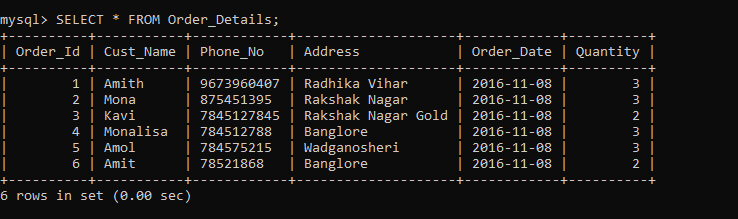 mysql> SELECT * FROM Order_Details;
+----------+-----------+------------+--------------------+------------+----------+
| Order_Id | Cust_Name | Phone_No   | Address            | Order_Date | Quantity |
+----------+-----------+------------+--------------------+------------+----------+
|        1 | Amith     | 9673960407 | Radhika Vihar      | 2016-11-08 |        3 |
|        2 | Mona      | 875451395  | Rakshak Nagar      | 2016-11-08 |        3 |
|        3 | Kavi      | 7845127845 | Rakshak Nagar Gold | 2016-11-08 |        2 |
|        4 | Monalisa  | 784512788  | Banglore           | 2016-11-08 |        3 |
|        5 | Amol      | 784575215  | Wadganosheri       | 2016-11-08 |        3 |
|        6 | Amit      | 78521868   | Banglore           | 2016-11-08 |        2 |
+----------+-----------+------------+--------------------+------------+----------+
6 rows in set (0.00 sec)